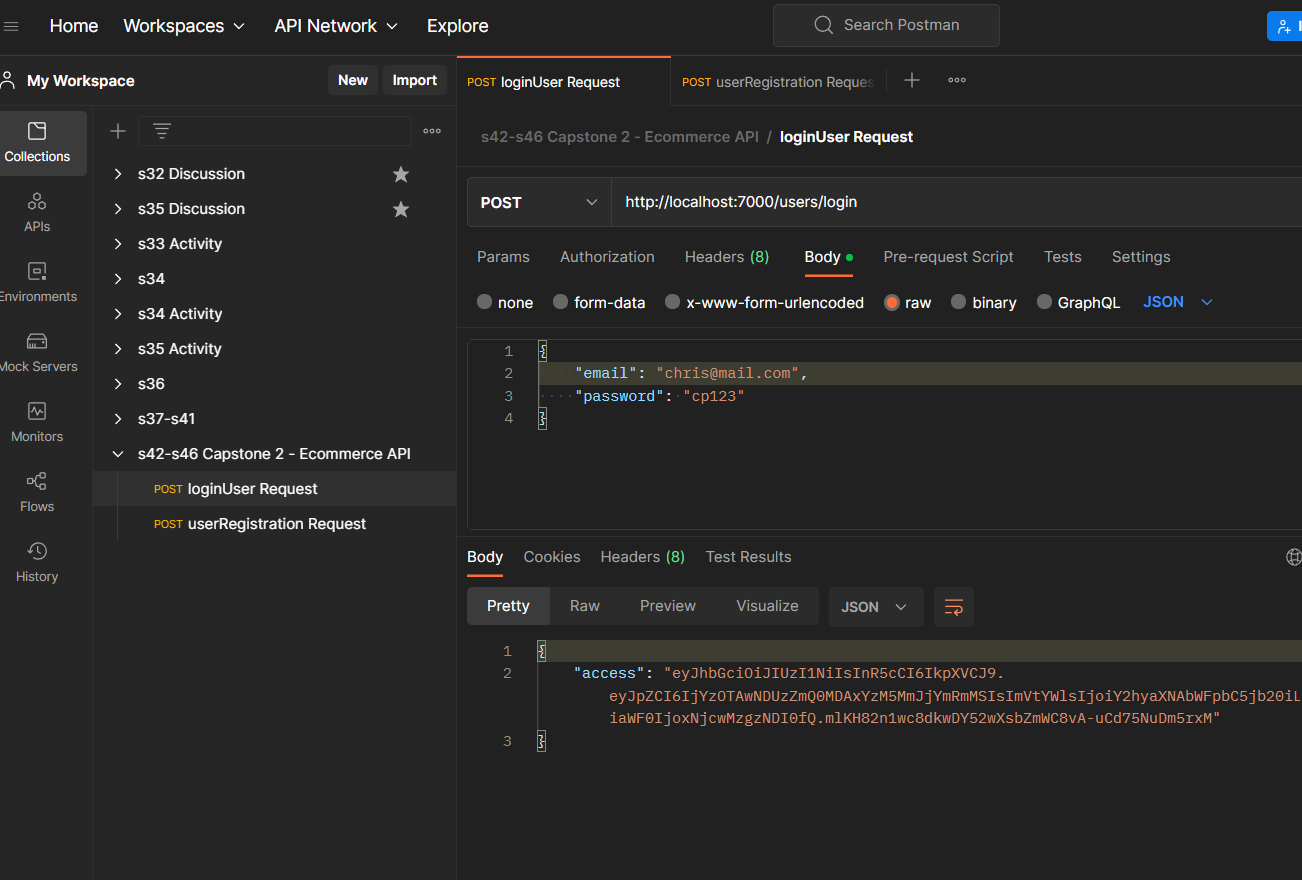 Home Workspaces API Network Explore Search Postman
My Workspace New Import
POST loginUser Request POST userRegistration Reques
s42-s46 Capstone 2 - Ecommerce API / loginUser Request
Collections
APIs
Environments
Mock Servers
Monitors
Flows
History
s32 Discussion
s35 Discussion
s33 Activity
s34
s34 Activity
s35 Activity
s36
s37-s41
s42-s46 Capstone 2 - Ecommerce API
POST loginUser Request
POST userRegistration Request
POST http://localhost:7000/users/login
Params Authorization Headers (8) Body Pre-request Script Tests Settings
none form-data x-www-form-urlencoded raw binary GraphQL JSON
1 {
2 "email": "chris@mail.com",
3 "password": "cp123"
4 }
Body Cookies Headers (8) Test Results
Pretty Raw Preview Visualize JSON
1 {
2 "access": "eyJhbGciOiJIUzI1NiIsInR5cCI6IkpXVCJ9.
eyJpZCI6IjYzOTAwNDUzZmQ0MDAxYzM5MmJjYmRmMSIsImVtYWlsIjoiY2hyaXNAbWFpbC5jb20iL
iaWF0IjoxNjcwMzgzNDI0fQ.mlKH82n1wc8dkwDY52wXsbZmWC8vA-uCd75NuDm5rxM"
3 }